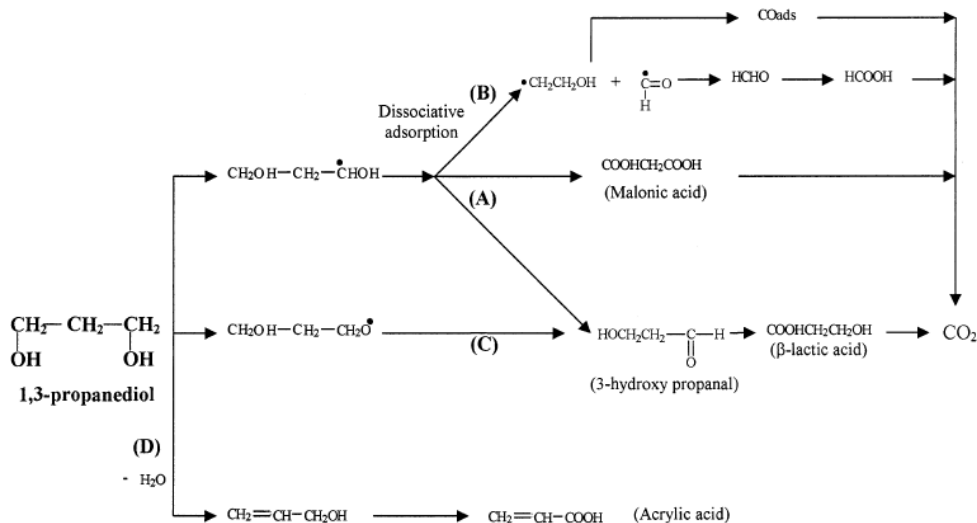 COads
(B)
•CH₂CH₂OH + •C=O HCHO HCOOH
H
Dissociative
adsorption
CH₂OH—CH₂—•CHOH
COOHCH₂COOH
(Malonic acid)
(A)
CH₂—CH₂—CH₂
OH OH
1,3-propanediol
CH₂OH—CH₂—CH₂O•
(C)
HOCH₂CH₂—C—H
O
(3-hydroxy propanal)
COOHCH₂CH₂OH
(β-lactic acid)
CO₂
(D)
- H₂O
CH₂=CH—CH₂OH
CH₂=CH—COOH (Acrylic acid)